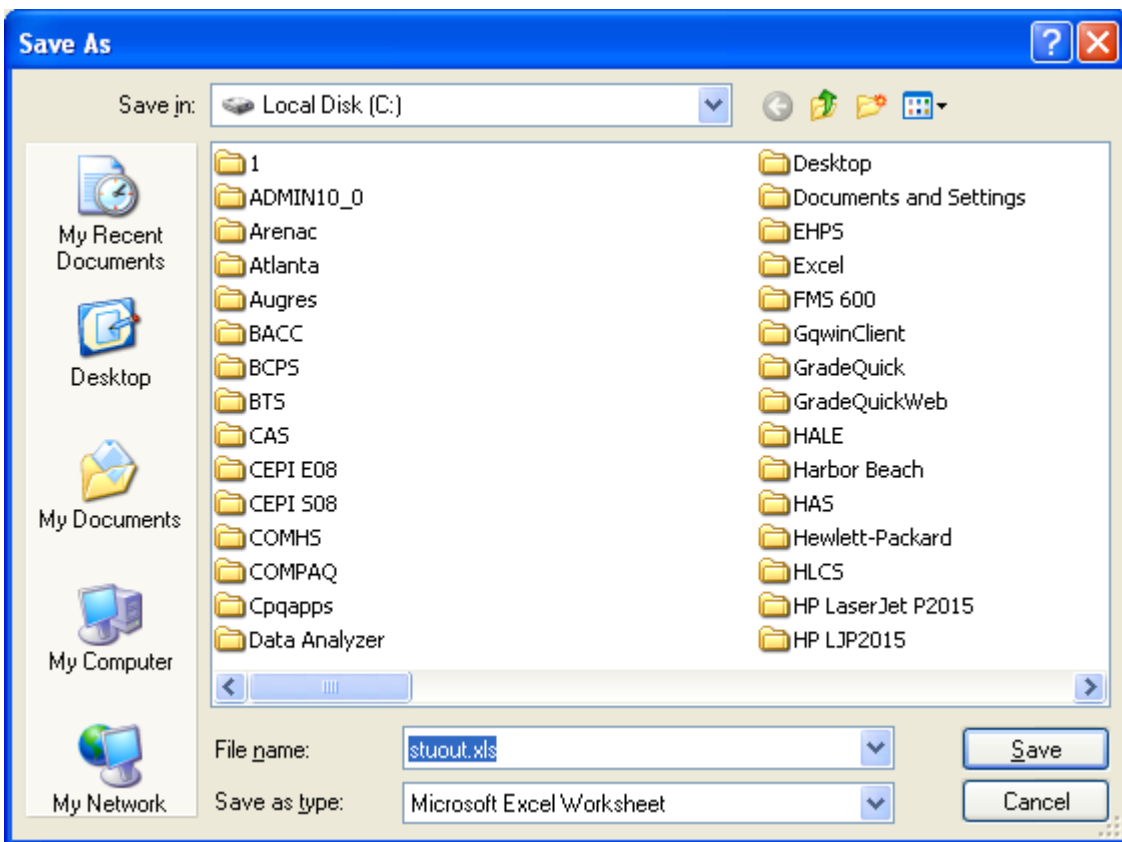 Save As
Save in: Local Disk (C:)
My Recent Documents
Desktop
My Documents
My Computer
My Network
1
ADMIN10_0
Arenac
Atlanta
Augres
BACC
BCPS
BTS
CAS
CEPI E08
CEPI S08
COMHS
COMPAQ
Cpqapps
Data Analyzer
Desktop
Documents and Settings
EHPS
Excel
FMS 600
GqwinClient
GradeQuick
GradeQuickWeb
HALE
Harbor Beach
HAS
Hewlett-Packard
HLCS
HP LaserJet P2015
HP LJP2015
File name: stuout.xls Save
Save as type: Microsoft Excel Worksheet Cancel